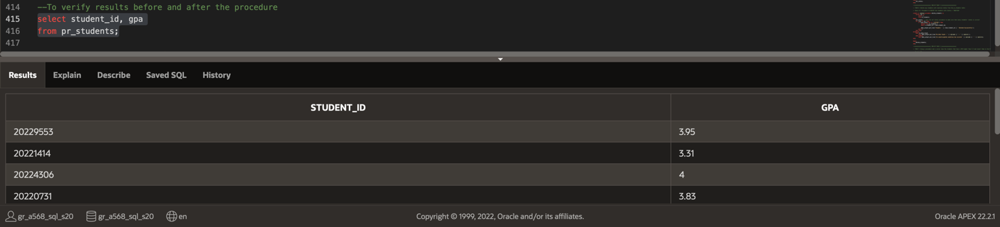 414 --To verify results before and after the procedure
415 select student_id, gpa
416 from pr_students;
417
Results Explain Describe Saved SQL History
STUDENT_ID GPA
20229553 3.95
20221414 3.31
20224306 4
20220731 3.83
gr_a568_sql_s20 gr_a568_sql_s20 en Copyright © 1999, 2022, Oracle and/or its affiliates. Oracle APEX 22.2.1